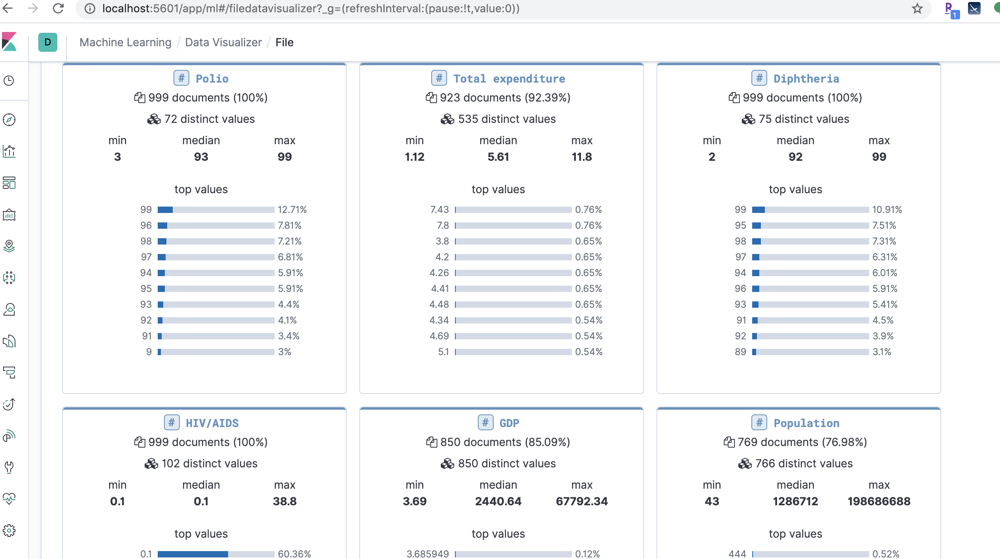 localhost:5601/app/ml#/filedatavisualizer?_g=(refreshInterval:(pause:!t,value:0))
R
1
D
Machine Learning / Data Visualizer / File
# Polio
999 documents (100%)
72 distinct values
min median max
3 93 99
top values
99 12.71%
96 7.81%
98 7.21%
97 6.81%
94 5.91%
95 5.91%
93 4.4%
92 4.1%
91 3.4%
9 3%
# Total expenditure
923 documents (92.39%)
535 distinct values
min median max
1.12 5.61 11.8
top values
7.43 0.76%
7.8 0.76%
3.8 0.65%
4.2 0.65%
4.26 0.65%
4.41 0.65%
4.48 0.65%
4.34 0.54%
4.69 0.54%
5.1 0.54%
# Diphtheria
999 documents (100%)
75 distinct values
min median max
2 92 99
top values
99 10.91%
95 7.51%
98 7.31%
97 6.31%
94 6.01%
96 5.91%
93 5.41%
91 4.5%
92 3.9%
89 3.1%
# HIV/AIDS
999 documents (100%)
102 distinct values
min median max
0.1 0.1 38.8
top values
0.1 60.36%
# GDP
850 documents (85.09%)
850 distinct values
min median max
3.69 2440.64 67792.34
top values
3.685949 0.12%
# Population
769 documents (76.98%)
766 distinct values
min median max
43 1286712 198686688
top values
444 0.52%